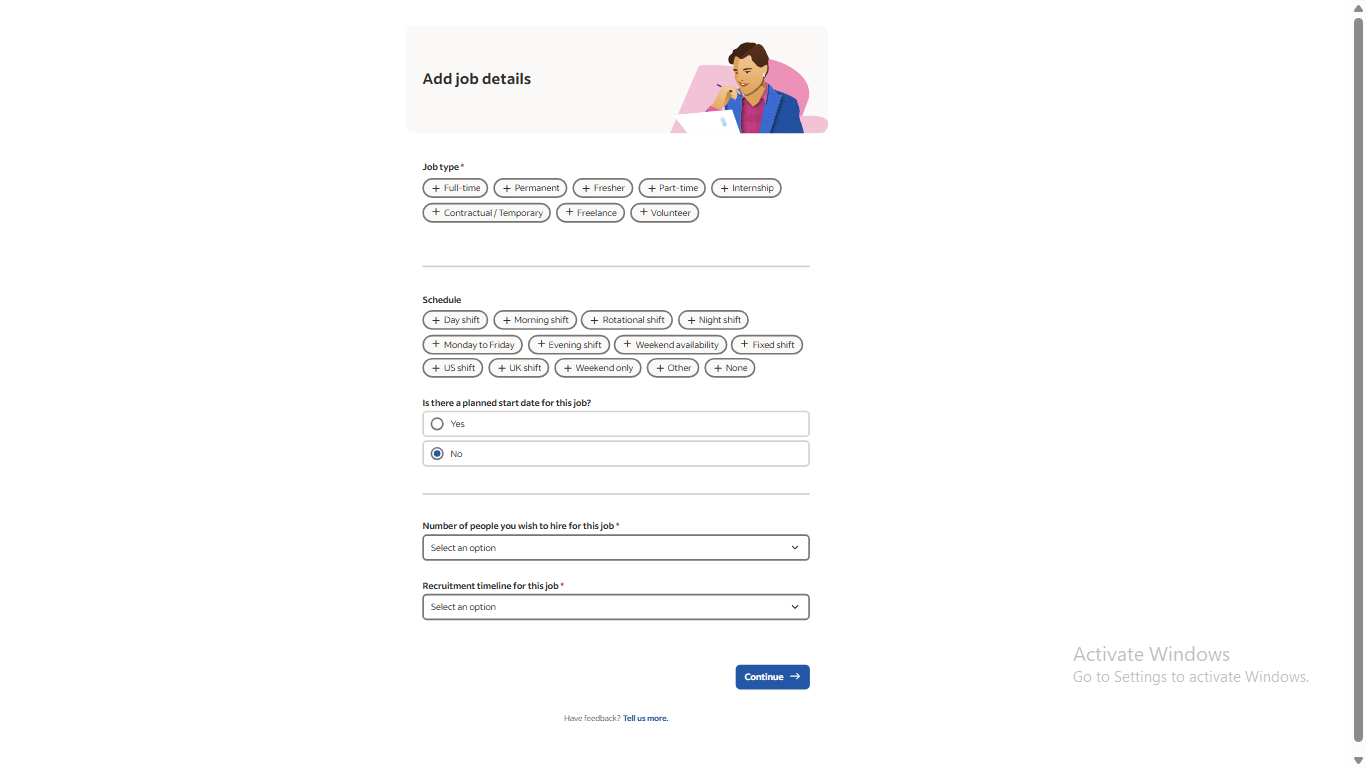 Add job details
Job type *
+ Full-time + Permanent + Fresher + Part-time + Internship
+ Contractual / Temporary + Freelance + Volunteer
Schedule
+ Day shift + Morning shift + Rotational shift + Night shift
+ Monday to Friday + Evening shift + Weekend availability + Fixed shift
+ US shift + UK shift + Weekend only + Other + None
Is there a planned start date for this job?
Yes
No
Number of people you wish to hire for this job *
Select an option
Recruitment timeline for this job *
Select an option
Continue →
Have feedback? Tell us more.
Activate Windows
Go to Settings to activate Windows.